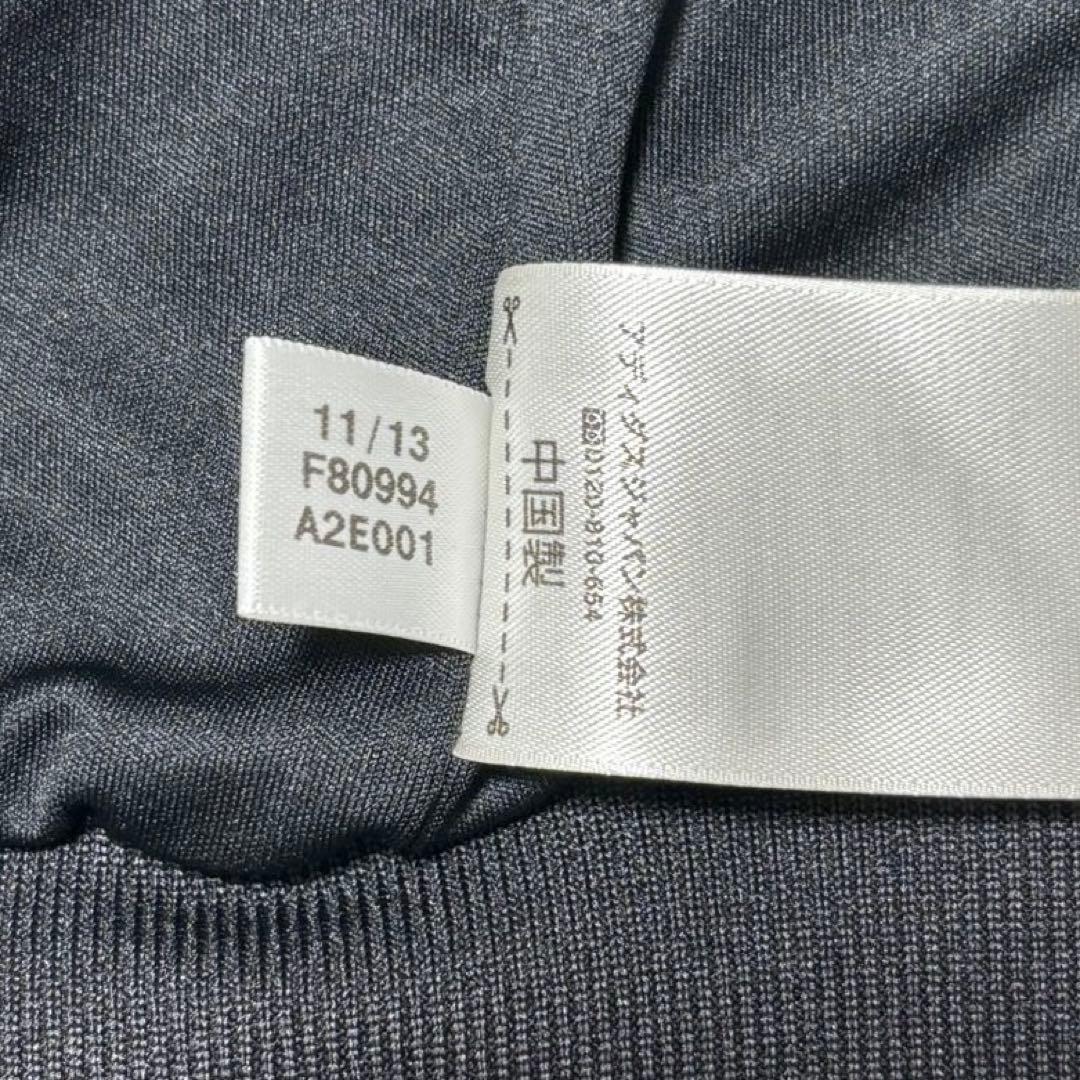 11/13
F80994
A2E001
アディダスジャパン株式会社
0120-810-654
中国製